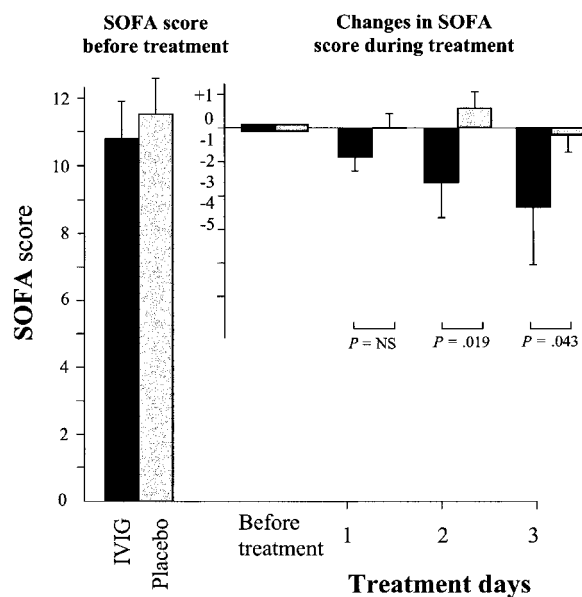 SOFA score
before treatment
Changes in SOFA
score during treatment
SOFA score
12
10
8
6
4
2
0
+1
0
-1
-2
-3
-4
-5
P = NS
P = .019
P = .043
IVIG
Placebo
Before
treatment
1
2
3
Treatment days